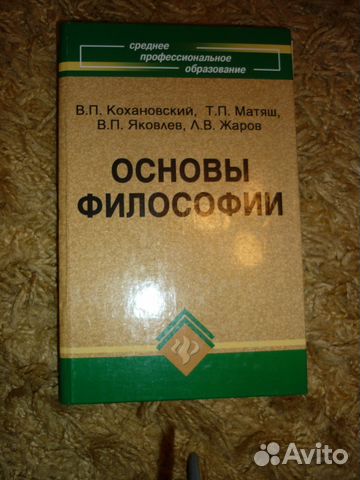 среднее
профессиональное
образование
В.П. Кохановский, Т.П. Матяш,
В.П. Яковлев, Л.В. Жаров
ОСНОВЫ
ФИЛОСОФИИ
Avito